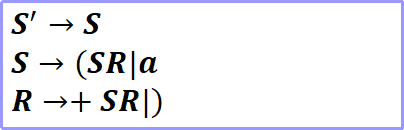 S′ → S
S → (SR|a
R →+ SR|)